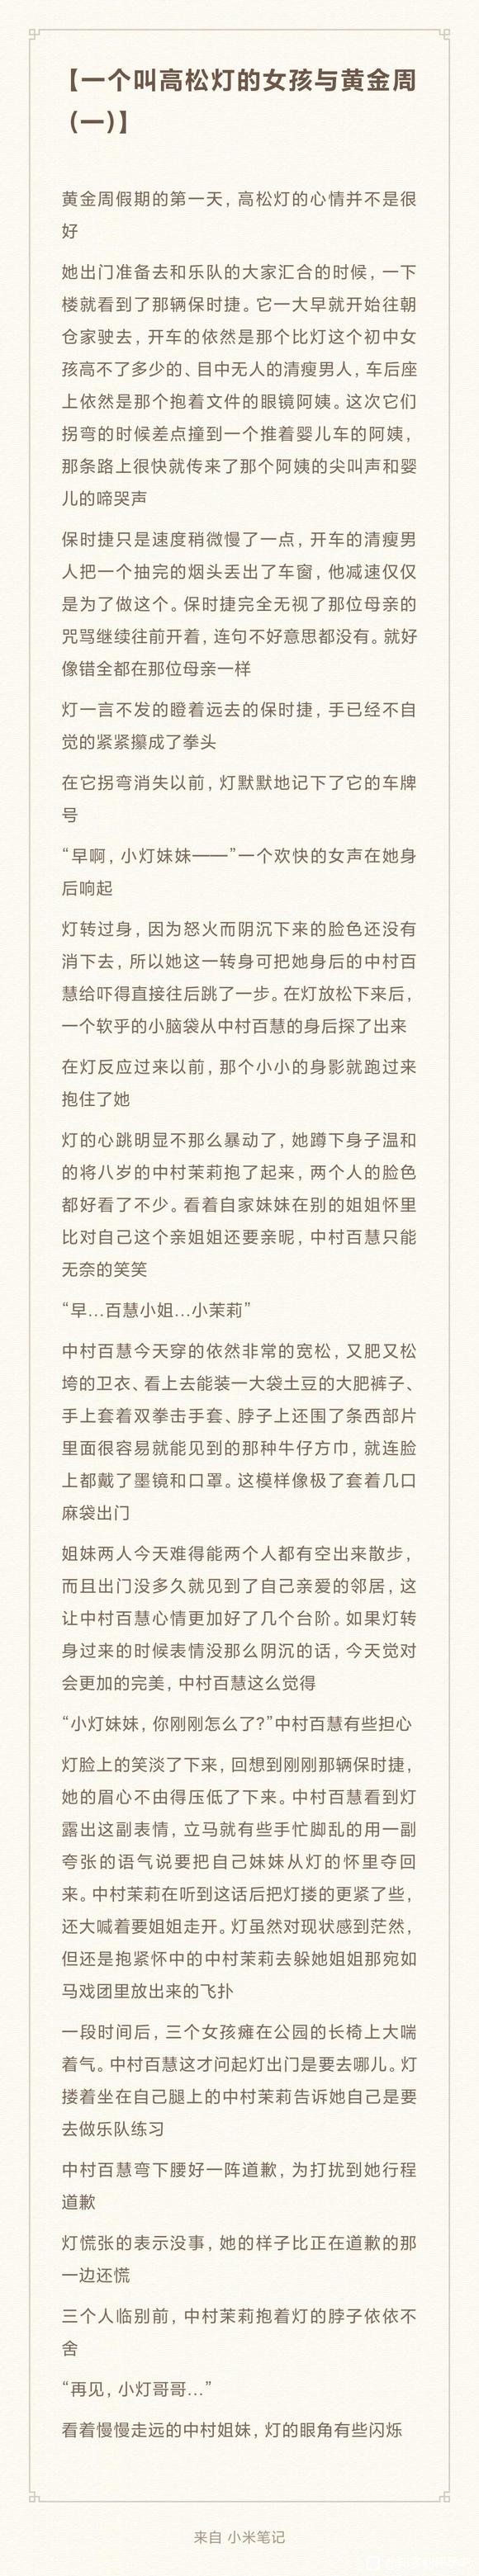 【一个叫高松灯的女孩与黄金周
（一）】
黄金周假期的第一天，高松灯的心情并不是很
好
她出门准备去和乐队的大家汇合的时候，一下
楼就看到了那辆保时捷。它一大早就开始往朝
仓家驶去，开车的依然是那个比灯这个初中女
孩高不了多少的、目中无人的清瘦男人，车后座
上依然是那个抱着文件的眼镜阿姨。这次它们
拐弯的时候差点撞到一个推着婴儿车的阿姨，
那条路上很快就传来了那个阿姨的尖叫声和婴
儿的啼哭声
保时捷只是速度稍微慢了一点，开车的清瘦男
人把一个抽完的烟头丢出了车窗，他减速仅仅
是为了做这个。保时捷完全无视了那位母亲的
咒骂继续往前开着，连句不好意思都没有。就好
像错全都在那位母亲一样
灯一言不发的瞪着远去的保时捷，手已经不自
觉的紧紧攥成了拳头
在它拐弯消失以前，灯默默地记下了它的车牌
号
“早啊，小灯妹妹——”一个欢快的女声在她身
后响起
灯转过身，因为怒火而阴沉下来的脸色还没有
消下去，所以她这一转身可把她身后的中村百
慧给吓得直接往后跳了一步。在灯放松下来后，
一个软乎的小脑袋从中村百慧的身后探了出来
在灯反应过来以前，那个小小的身影就跑过来
抱住了她
灯的心跳明显不那么暴动了，她蹲下身子温和
的将八岁的中村茉莉抱了起来，两个人的脸色
都好看了不少。看着自家妹妹在别的姐姐怀里
比对自己这个亲姐姐还要亲昵，中村百慧只能
无奈的笑笑
“早…百慧小姐…小茉莉”
中村百慧今天穿的依然非常的宽松，又肥又松
垮的卫衣、看上去能装一大袋土豆的大肥裤子、
手上套着双拳击手套、脖子上还围了条西部片
里面很容易就能见到的那种牛仔方巾，就连脸
上都戴了墨镜和口罩。这模样像极了套着几口
麻袋出门
姐妹两人今天难得能两个人都有空出来散步，
而且出门没多久就见到了自己亲爱的邻居，这
让中村百慧心情更加好了几个台阶。如果灯转
身过来的时候表情没那么阴沉的话，今天觉对
会更加的完美，中村百慧这么觉得
“小灯妹妹，你刚刚怎么了？”中村百慧有些担心
灯脸上的笑淡了下来，回想到刚刚那辆保时捷，
她的眉心不由得压低了下来。中村百慧看到灯
露出这副表情，立马就有些手忙脚乱的用一副
夸张的语气说要把自己妹妹从灯的怀里夺回
来。中村茉莉在听到这话后把灯搂的更紧了些，
还大喊着要姐姐走开。灯虽然对现状感到茫然，
但还是抱紧怀中的中村茉莉去躲她姐姐那宛如
马戏团里放出来的飞扑
一段时间后，三个女孩瘫在公园的长椅上大喘
着气。中村百慧这才问起灯出门是要去哪儿。灯
搂着坐在自己腿上的中村茉莉告诉她自己是要
去做乐队练习
中村百慧弯下腰好一阵道歉，为打扰到她行程
道歉
灯慌张的表示没事，她的样子比正在道歉的那
一边还慌
三个人临别前，中村茉莉抱着灯的脖子依依不
舍
“再见，小灯哥哥…”
看着慢慢走远的中村姐妹，灯的眼角有些闪烁
来自 小米笔记